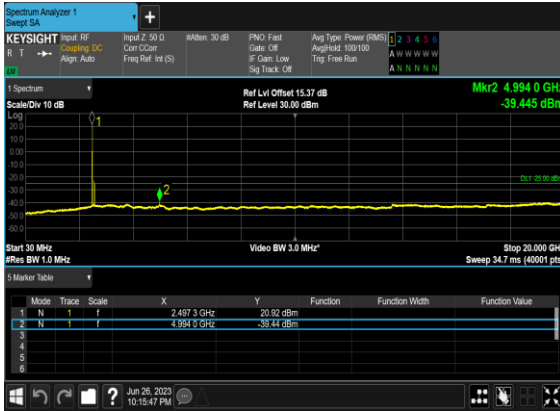 Spectrum Analyzer 1
Swept SA
+
KEYSIGHT Input: RF Input Z: 50 Ω #Atten: 30 dB PNO: Fast Avg Type: Power (RMS) 1 2 3 4 5 6
R T Coupling: DC Corr CCorr Gate: Off Avg|Hold: 100/100 A W W W W W
Align: Auto Freq Ref: Int (S) IF Gain: Low Trig: Free Run
Sig Track: Off A N N N N N
1 Spectrum Ref Lvl Offset 15.37 dB Mkr2 4.994 0 GHz
Scale/Div 10 dB Ref Level 30.00 dBm -39.445 dBm
Log
1
20.0
10.0
0.00
-10.0
-20.0
DL1 -25.00 dBm
-30.0
2
-40.0
-50.0
-60.0
Start 30 MHz Video BW 3.0 MHz* Stop 20.000 GHz
#Res BW 1.0 MHz Sweep 34.7 ms (40001 pts)
5 Marker Table
Mode Trace Scale X Y Function Function Width Function Value
1 N 1 f 2.497 3 GHz 20.92 dBm
2 N 1 f 4.994 0 GHz -39.44 dBm
3
4
5
6
? Jun 26, 2023
10:15:47 PM